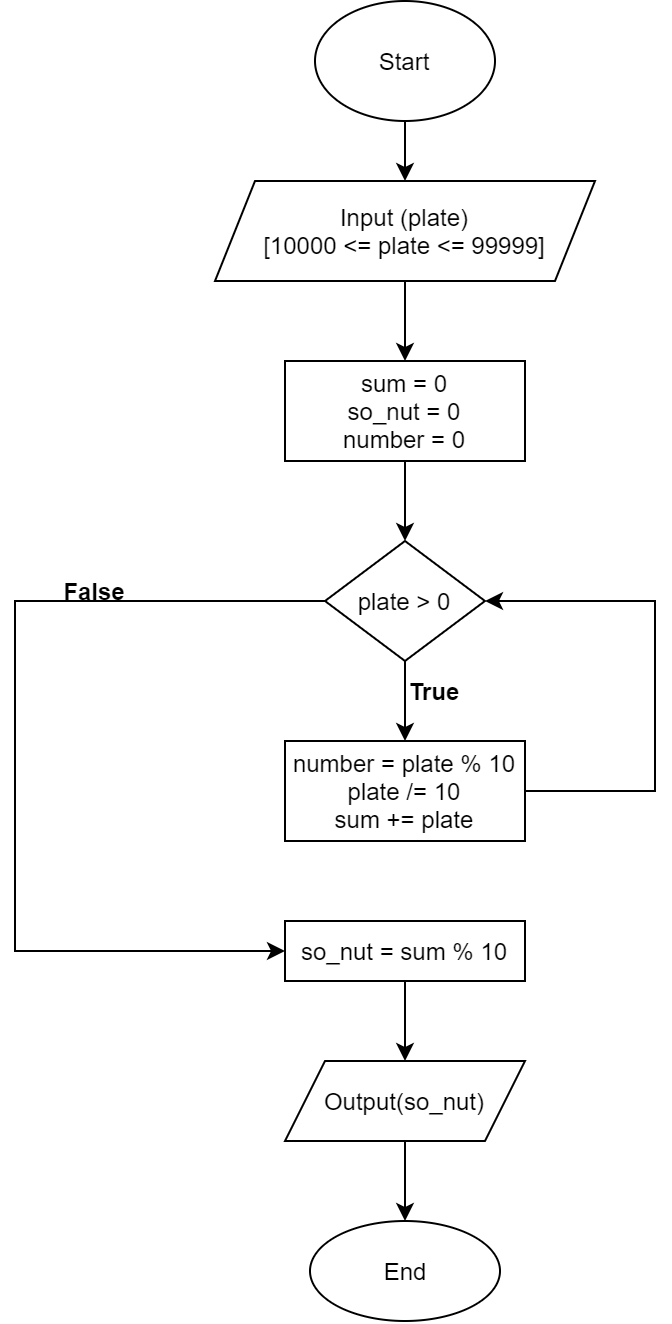 Start
Input (plate)
[10000 <= plate <= 99999]
sum = 0
so_nut = 0
number = 0
plate > 0
False
True
number = plate % 10
plate /= 10
sum += plate
so_nut = sum % 10
Output(so_nut)
End